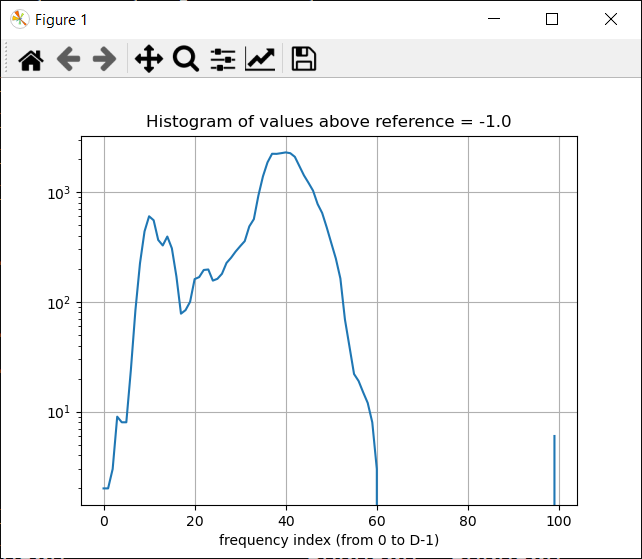 Figure 1
Histogram of values above reference = -1.0
10³
10²
10¹
0 20 40 60 80 100
frequency index (from 0 to D-1)